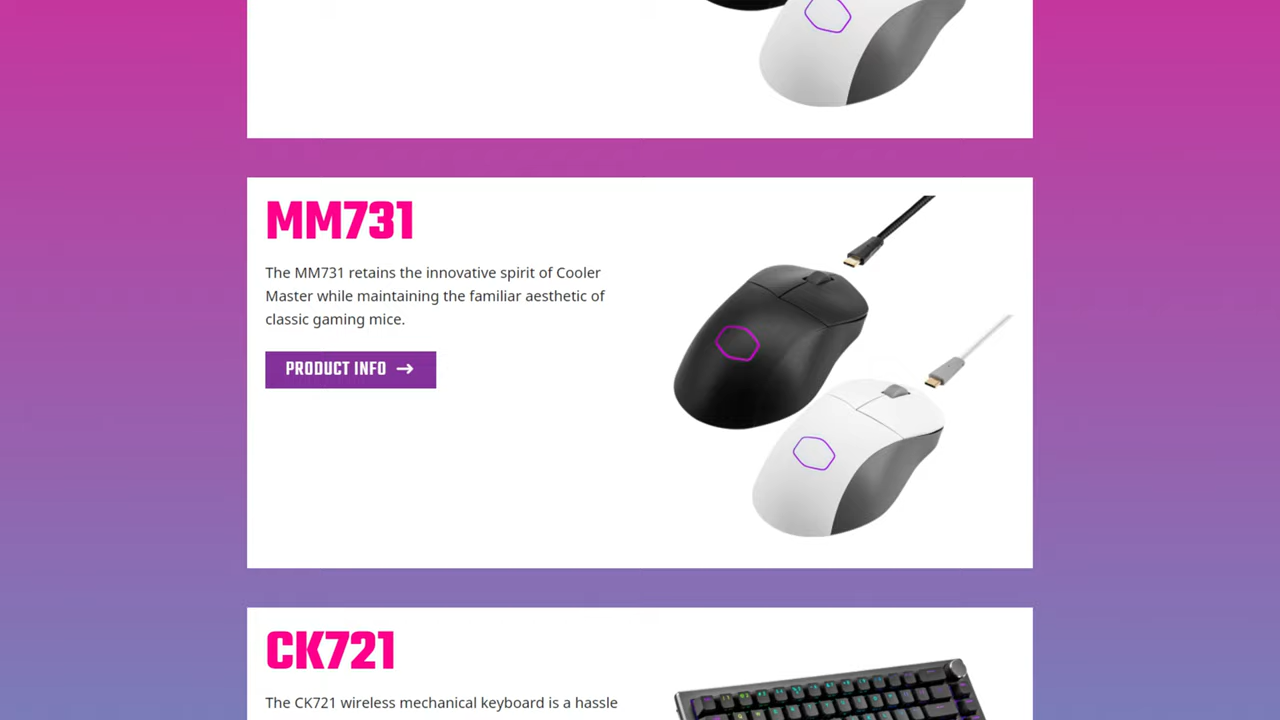 MM731
The MM731 retains the innovative spirit of Cooler
Master while maintaining the familiar aesthetic of
classic gaming mice.
PRODUCT INFO →
CK721
The CK721 wireless mechanical keyboard is a hassle